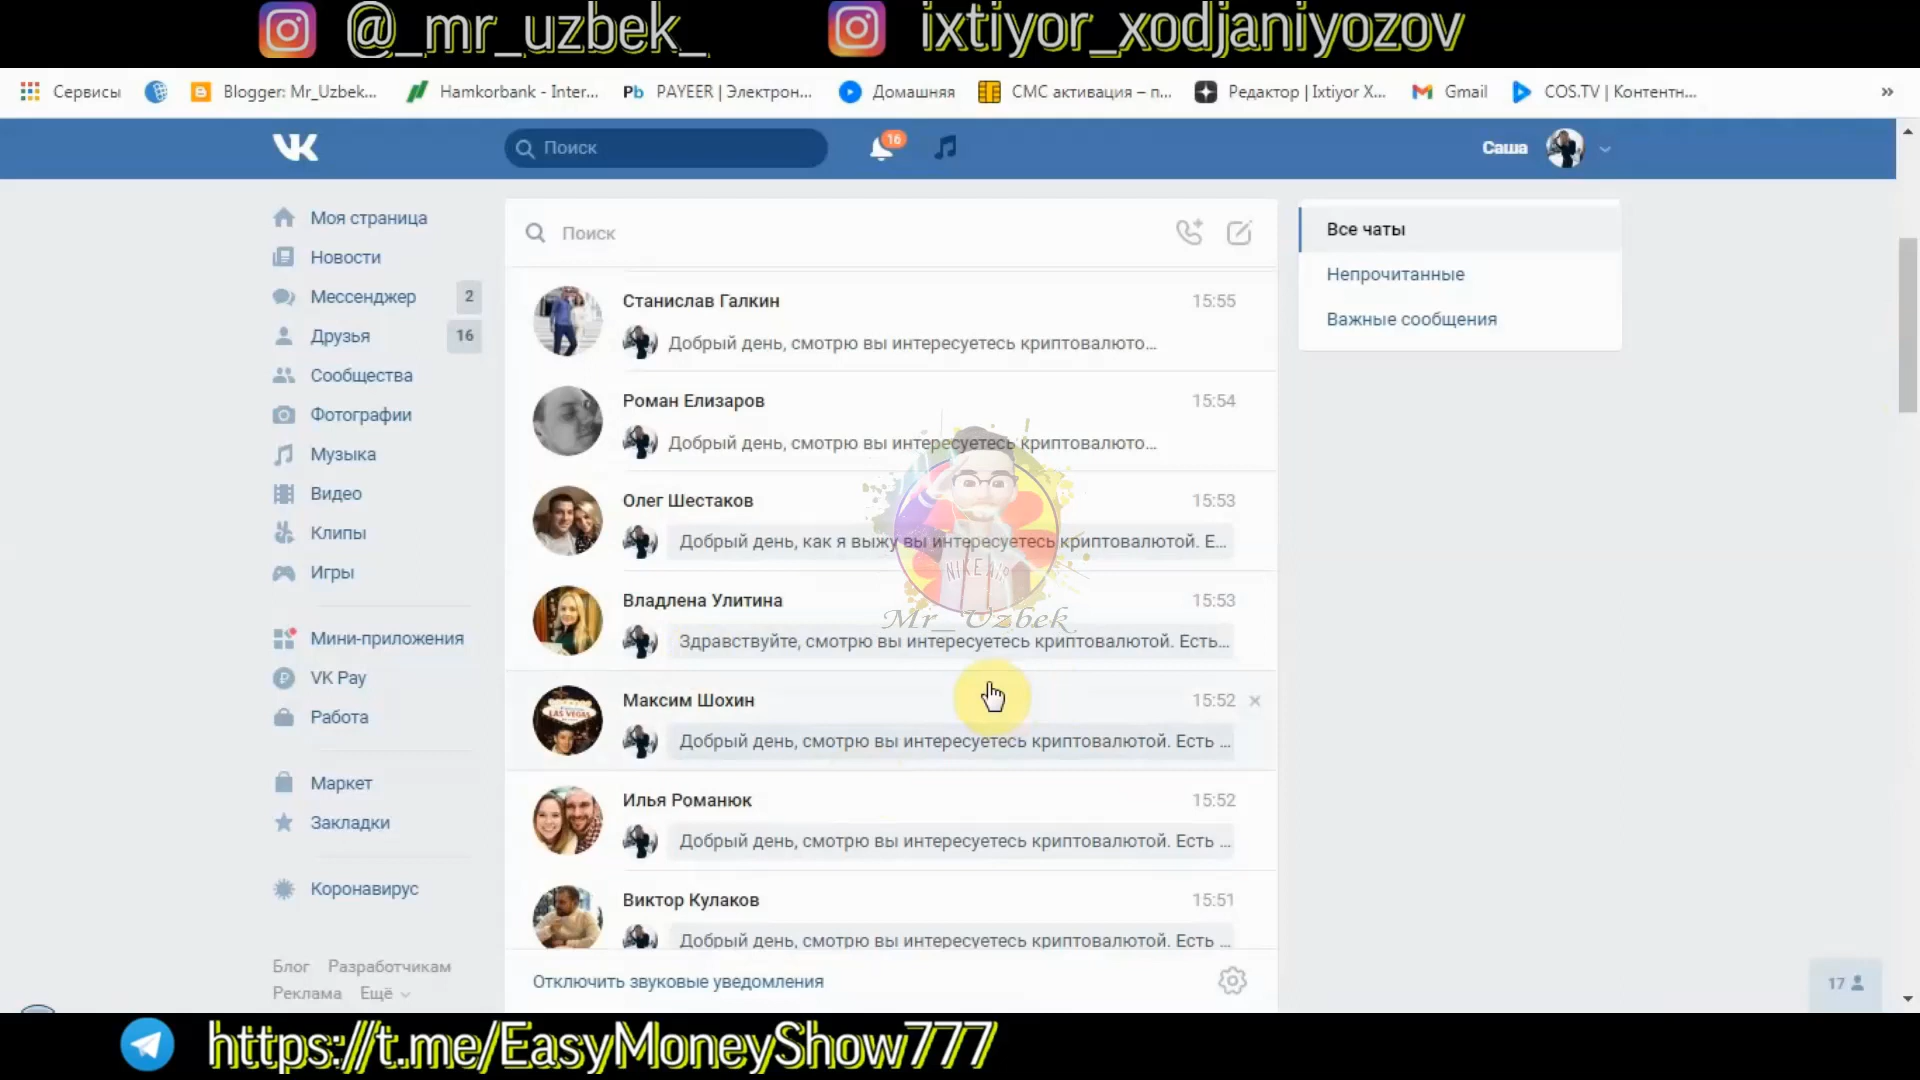 @_mr_uzbek_ ixtiyor_xodjaniyozov
Сервисы Blogger: Mr_Uzbek... Hamkorbank - Inter... Pb PAYEER | Электрон... Домашняя СМС активация – п... Редактор | Ixtiyor X... Gmail COS.TV | Контентн... »
VK Поиск 16 Саша
Моя страница
Новости
Мессенджер 2
Друзья 16
Сообщества
Фотографии
Музыка
Видео
Клипы
Игры
Мини-приложения
VK Pay
Работа
Маркет
Закладки
Коронавирус
Блог Разработчикам
Реклама Ещё
Поиск
Станислав Галкин 15:55
Добрый день, смотрю вы интересуетесь криптовалюто...
Роман Елизаров 15:54
Добрый день, смотрю вы интересуетесь криптовалюто...
Олег Шестаков 15:53
Добрый день, как я выжу вы интересуетесь криптовалютой. Е...
Владлена Улитина 15:53
Здравствуйте, смотрю вы интересуетесь криптовалютой. Есть...
Максим Шохин 15:52
LAS VEGAS
Добрый день, смотрю вы интересуетесь криптовалютой. Есть ...
Илья Романюк 15:52
Добрый день, смотрю вы интересуетесь криптовалютой. Есть ...
Виктор Кулаков 15:51
Добрый день, смотрю вы интересуетесь криптовалютой. Есть ...
Отключить звуковые уведомления
Все чаты
Непрочитанные
Важные сообщения
Mr_Uzbek
17
https://t.me/EasyMoneyShow777